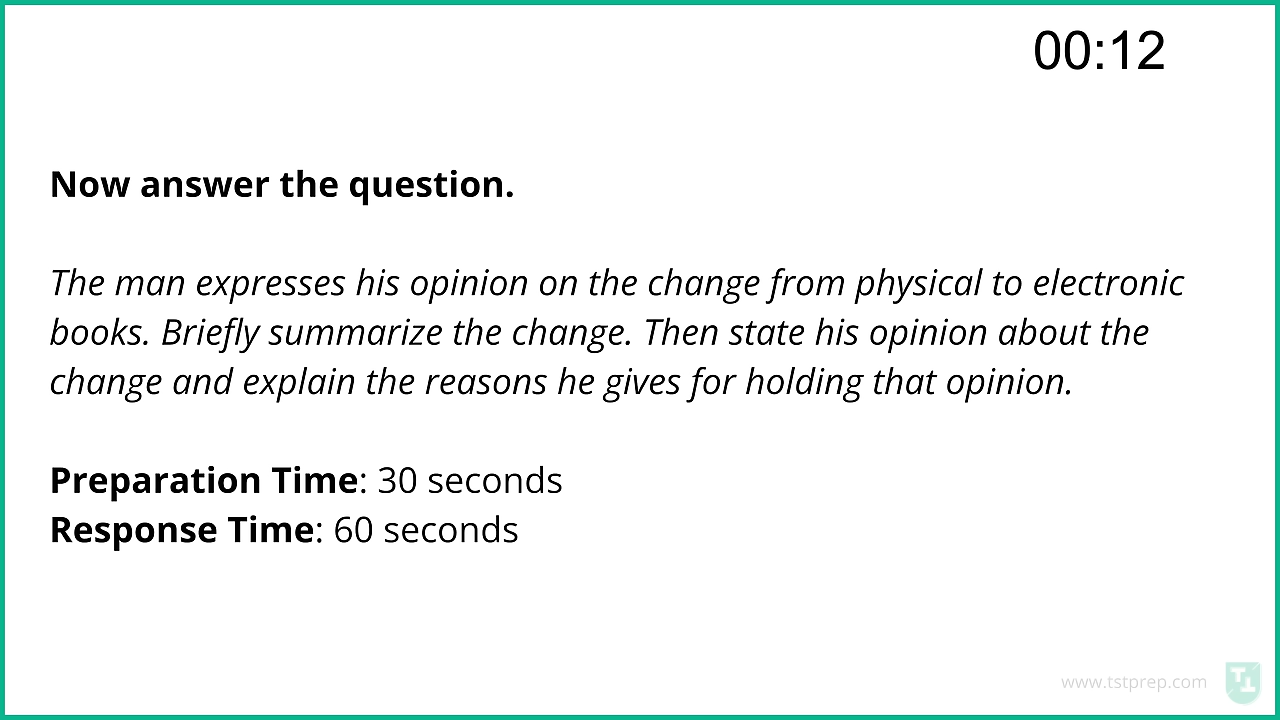 00:12
Now answer the question.
The man expresses his opinion on the change from physical to electronic
books. Briefly summarize the change. Then state his opinion about the
change and explain the reasons he gives for holding that opinion.
Preparation Time: 30 seconds
Response Time: 60 seconds
www.tstprep.com